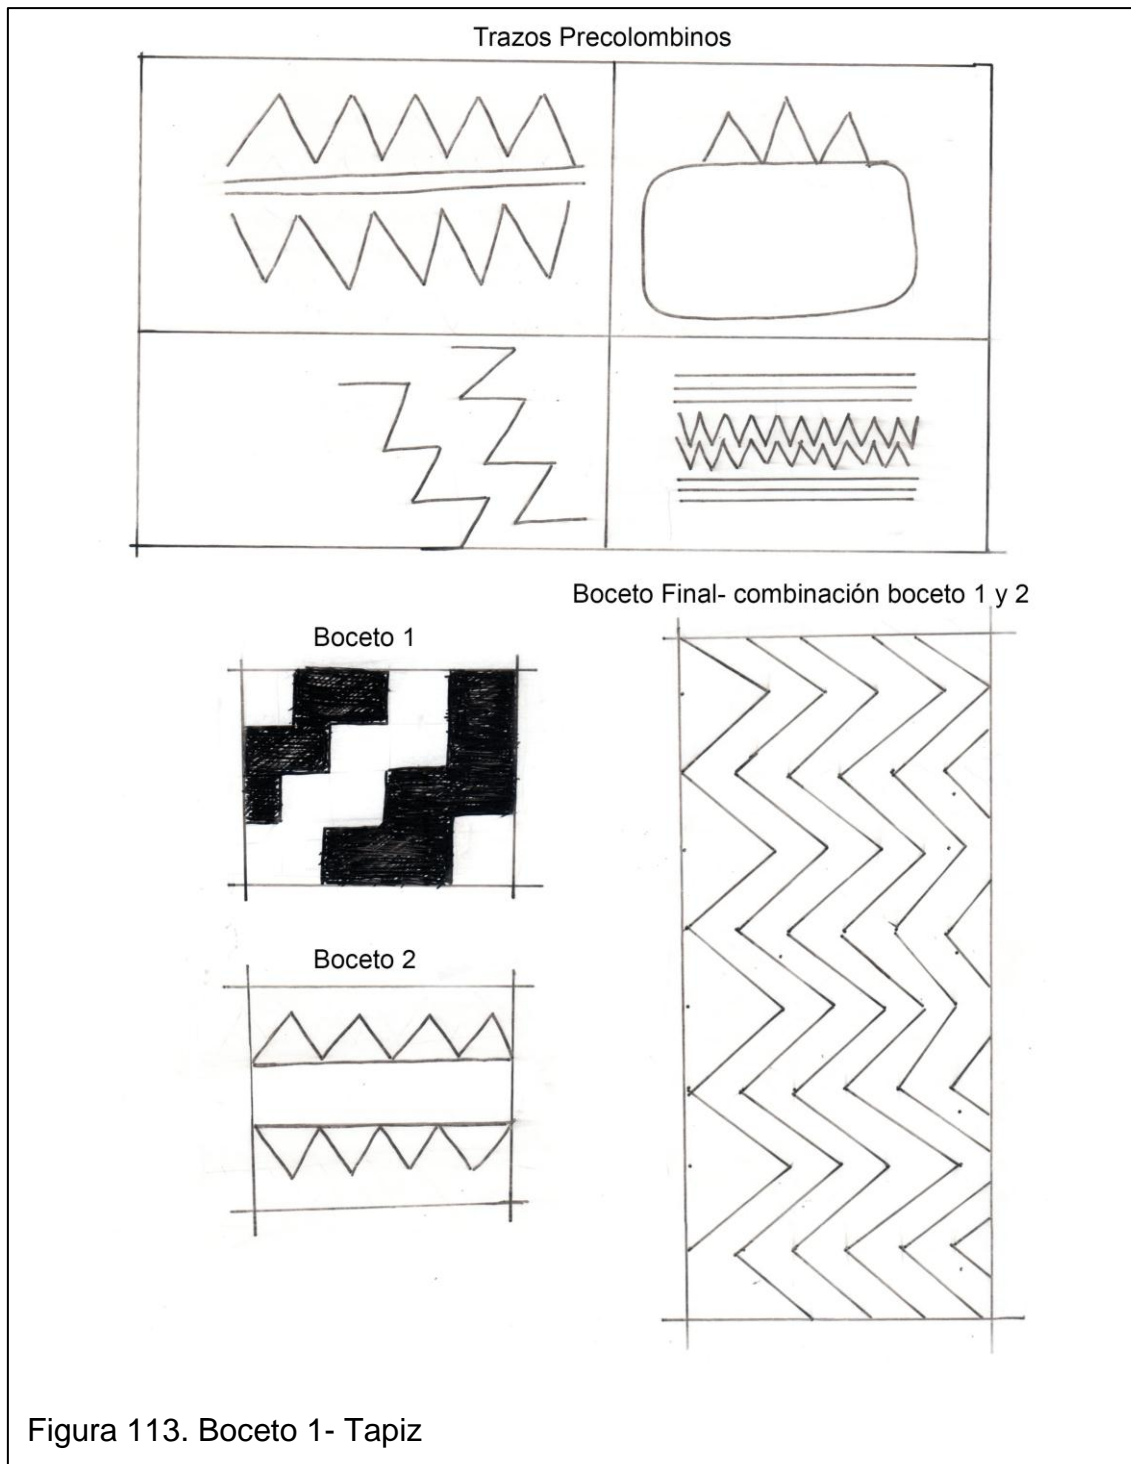 Trazos Precolombinos
Boceto Final- combinación boceto 1 y 2
Boceto 1
Boceto 2
Figura 113. Boceto 1- Tapiz